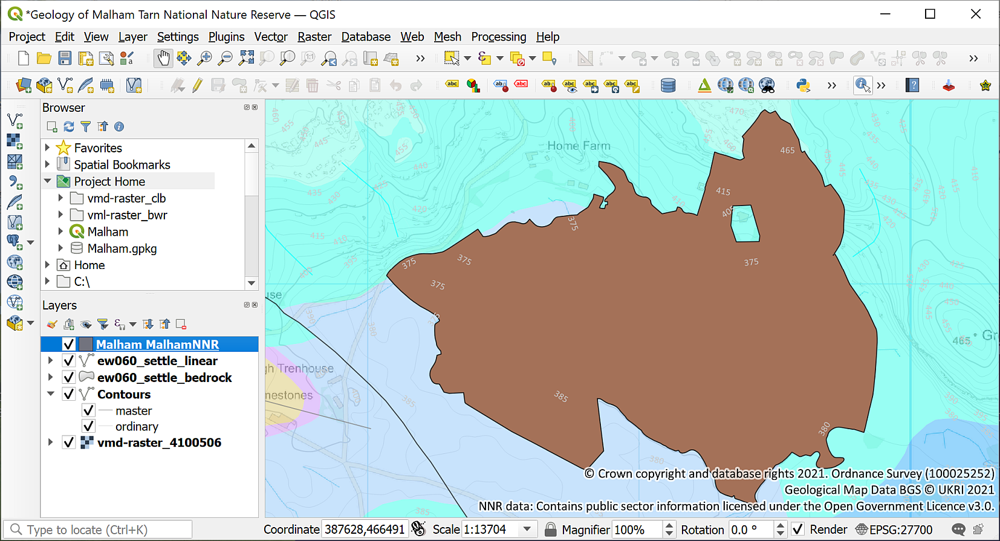 *Geology of Malham Tarn National Nature Reserve — QGIS
Project Edit View Layer Settings Plugins Vector Raster Database Web Mesh Processing Help
Browser
Favorites
Spatial Bookmarks
Project Home
vmd-raster_clb
vml-raster_bwr
Malham
Malham.gpkg
Home
C:\
Layers
Malham MalhamNNR
ew060_settle_linear
ew060_settle_bedrock
Contours
master
ordinary
vmd-raster_4100506
Home Farm
465
415
405
375
375
375
375
375
385
380
use
gh Trenhouse
mestones
465 • Gr
© Crown copyright and database rights 2021. Ordnance Survey (100025252)
Geological Map Data BGS © UKRI 2021
NNR data: Contains public sector information licensed under the Open Government Licence v3.0.
Type to locate (Ctrl+K)
Coordinate 387628,466491 Scale 1:13704 Magnifier 100% Rotation 0.0 ° Render EPSG:27700